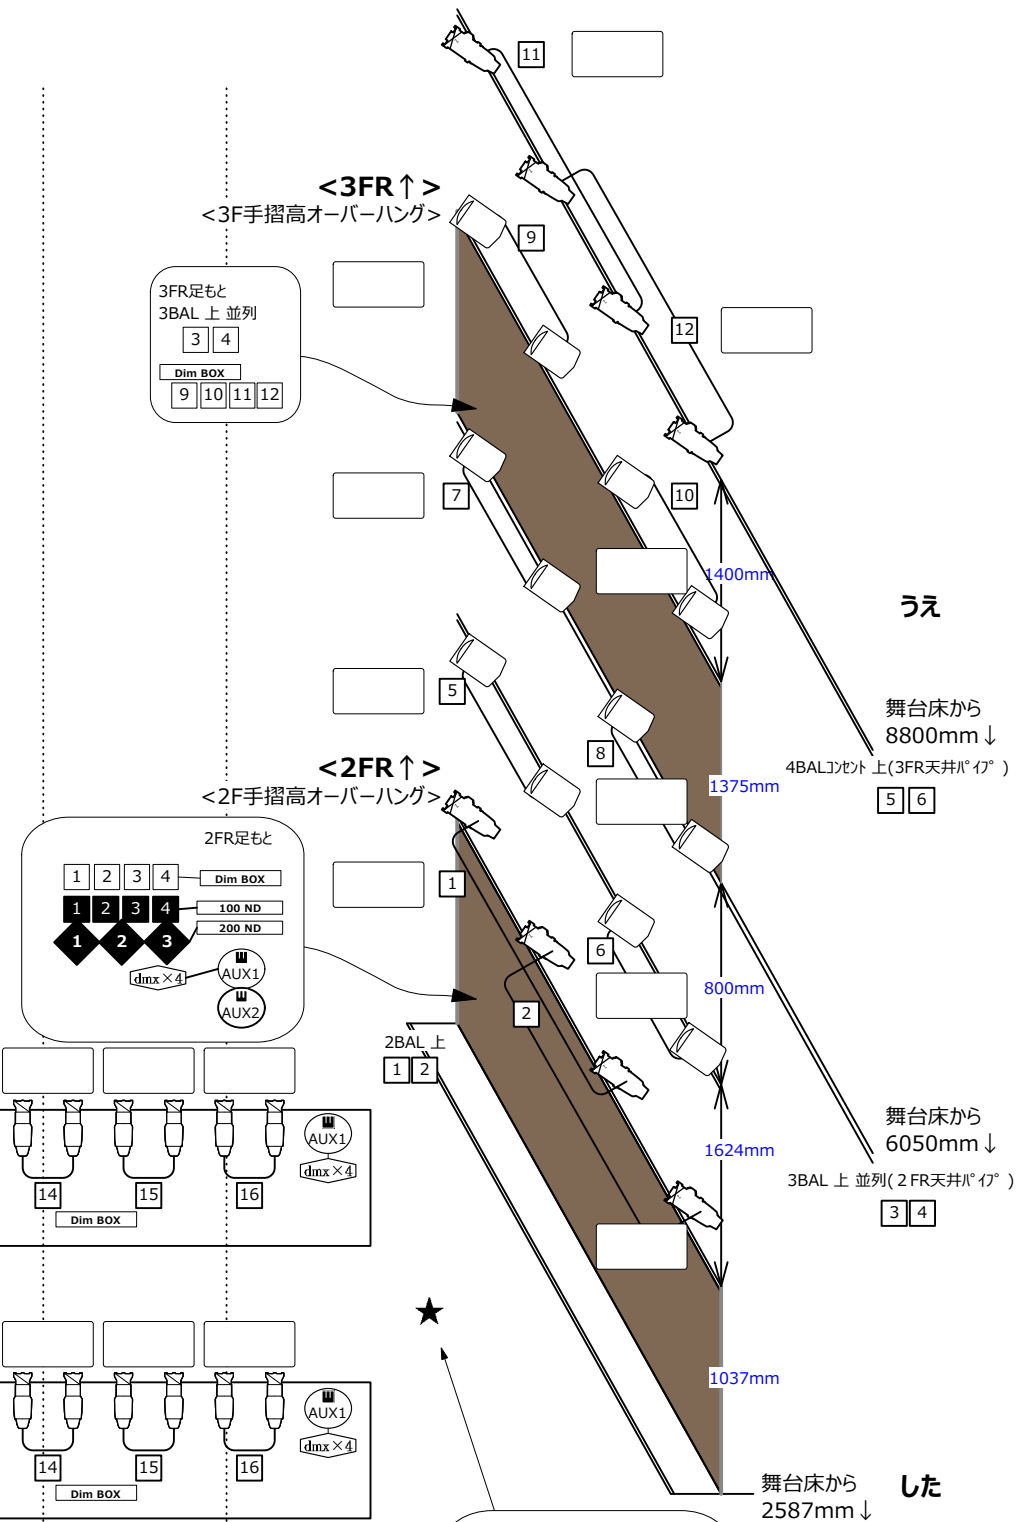 11
<3FR↑>
<3F手摺高オーバーハング>
9
3FR足もと
3BAL 上 並列
3 4
Dim BOX
9 10 11 12
12
7
10
1400mm
うえ
5
舞台床から
8800mm↓
4BALコンセント 上(3FR天井パイプ)
5 6
8
1375mm
<2FR↑>
<2F手摺高オーバーハング>
2FR足もと
1 2 3 4 Dim BOX
1 2 3 4 100 ND
1 2 3 200 ND
dmx×4 AUX1
AUX2
1
6
800mm
2
2BAL 上
1 2
舞台床から
6050mm↓
3BAL 上 並列(2FR天井パイプ)
3 4
1624mm
AUX1
dmx×4
14 15 16
Dim BOX
★
1037mm
AUX1
dmx×4
14 15 16
Dim BOX
舞台床から
2587mm↓
した